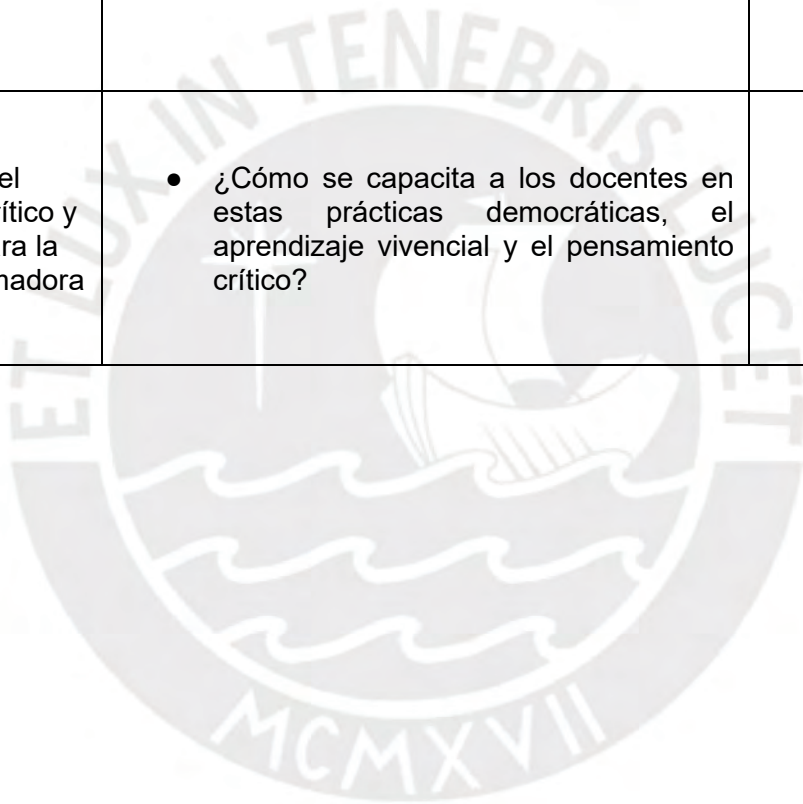 el
ítico y
ra la
nadora
● ¿Cómo se capacita a los docentes en
estas prácticas democráticas, el
aprendizaje vivencial y el pensamiento
crítico?
ET LUX IN TENEBRIS LUCET
MCMXVII